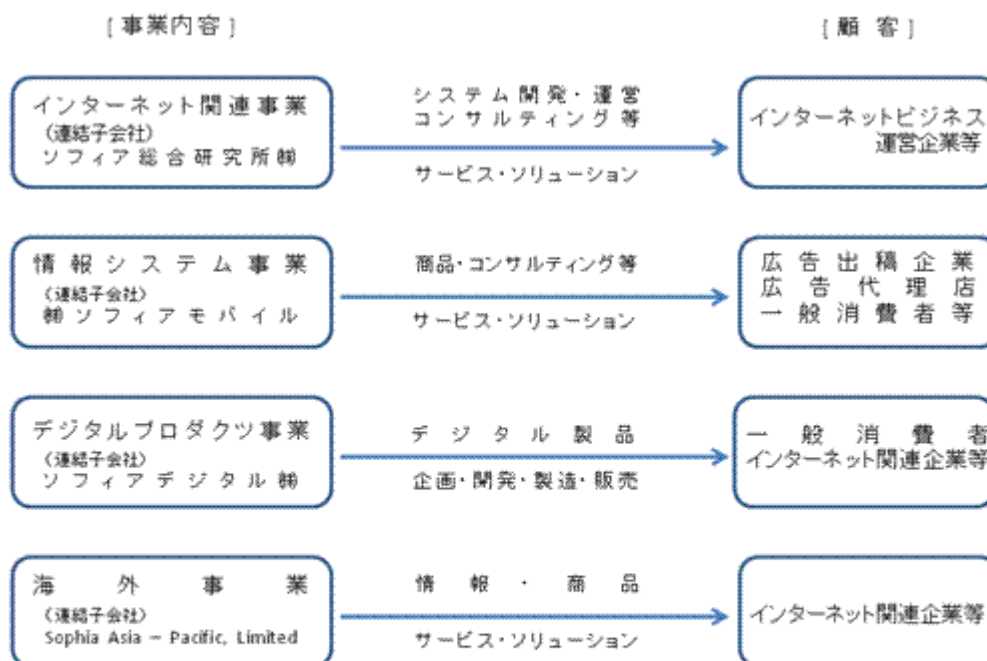 [事業内容]
[顧客]
インターネット関連事業
(連結子会社)
ソフィア総合研究所㈱
システム開発・運営
コンサルティング等
サービス・ソリューション
インターネットビジネス
運営企業等
情報システム事業
(連結子会社)
㈱ソフィアモバイル
商品・コンサルティング等
サービス・ソリューション
広告出稿企業
広告代理店
一般消費者等
デジタルプロダクツ事業
(連結子会社)
ソフィアデジタル㈱
デジタル製品
企画・開発・製造・販売
一般消費者
インターネット関連企業等
海外事業
(連結子会社)
Sophia Asia – Pacific, Limited
情報・商品
サービス・ソリューション
インターネット関連企業等